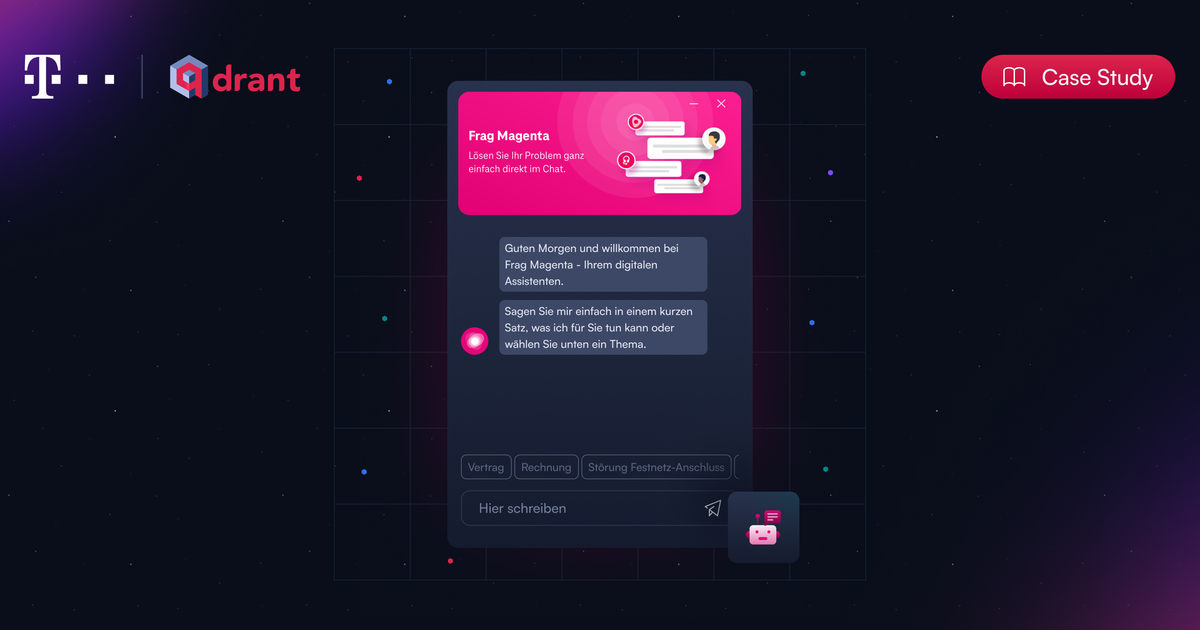 T
qdrant
Case Study
Frag Magenta
Lösen Sie Ihr Problem ganz
einfach direkt im Chat.
Guten Morgen und willkommen bei
Frag Magenta - Ihrem digitalen
Assistenten.
Sagen Sie mir einfach in einem kurzen
Satz, was ich für Sie tun kann oder
wählen Sie unten ein Thema.
Vertrag
Rechnung
Störung Festnetz-Anschluss
Hier schreiben